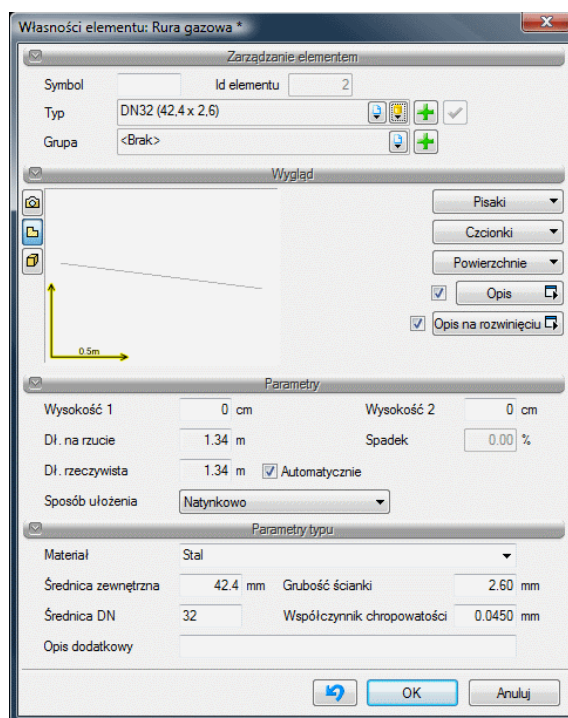 Własności elementu: Rura gazowa *
Zarządzanie elementem
Symbol Id elementu 2
Typ DN32 (42,4 x 2,6)
Grupa <Brak>
Wygląd
Pisaki
Czcionki
Powierzchnie
Opis
Opis na rozwinięciu
0.5m
Parametry
Wysokość 1 0 cm Wysokość 2 0 cm
Dł. na rzucie 1.34 m Spadek 0.00 %
Dł. rzeczywista 1.34 m Automatycznie
Sposób ułożenia Natynkowo
Parametry typu
Materiał Stal
Średnica zewnętrzna 42.4 mm Grubość ścianki 2.60 mm
Średnica DN 32 Współczynnik chropowatości 0.0450 mm
Opis dodatkowy
OK Anuluj